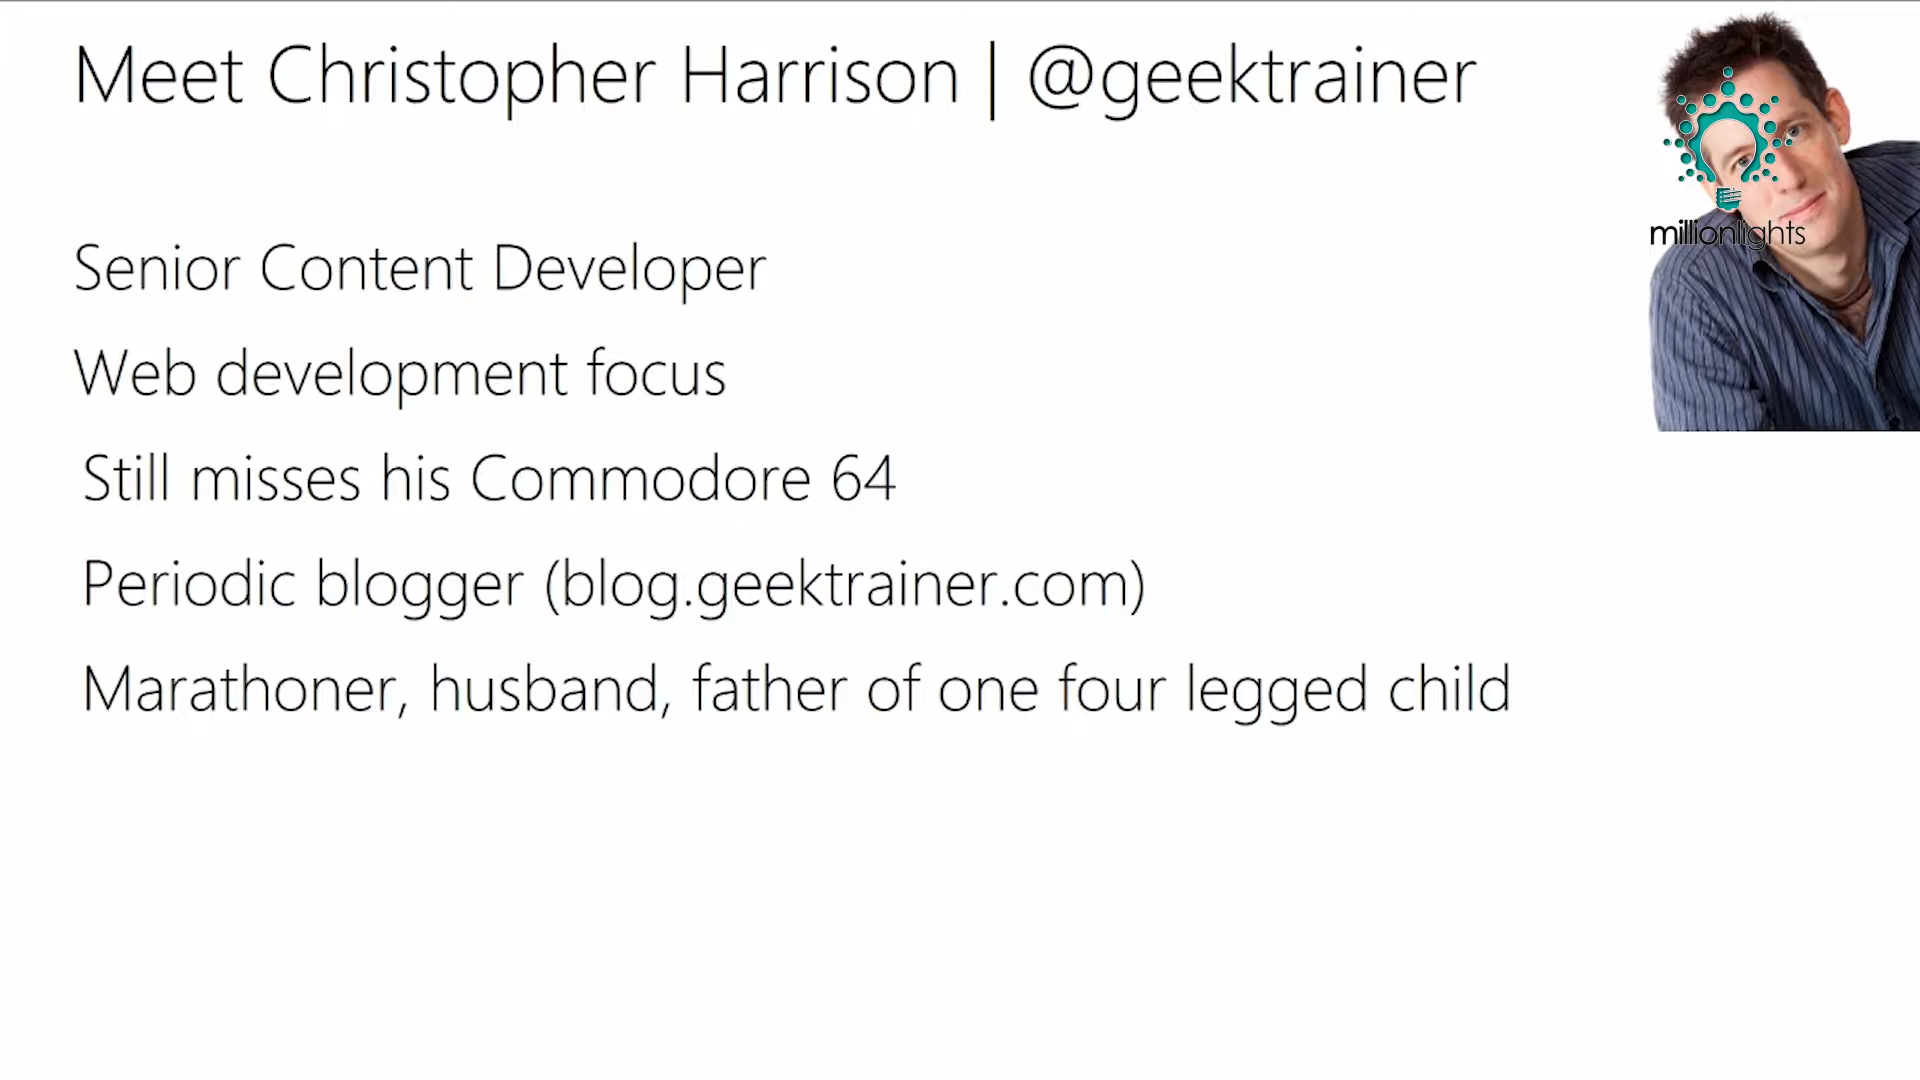 Meet Christopher Harrison | @geektrainer
millionlights
Senior Content Developer
Web development focus
Still misses his Commodore 64
Periodic blogger (blog.geektrainer.com)
Marathoner, husband, father of one four legged child